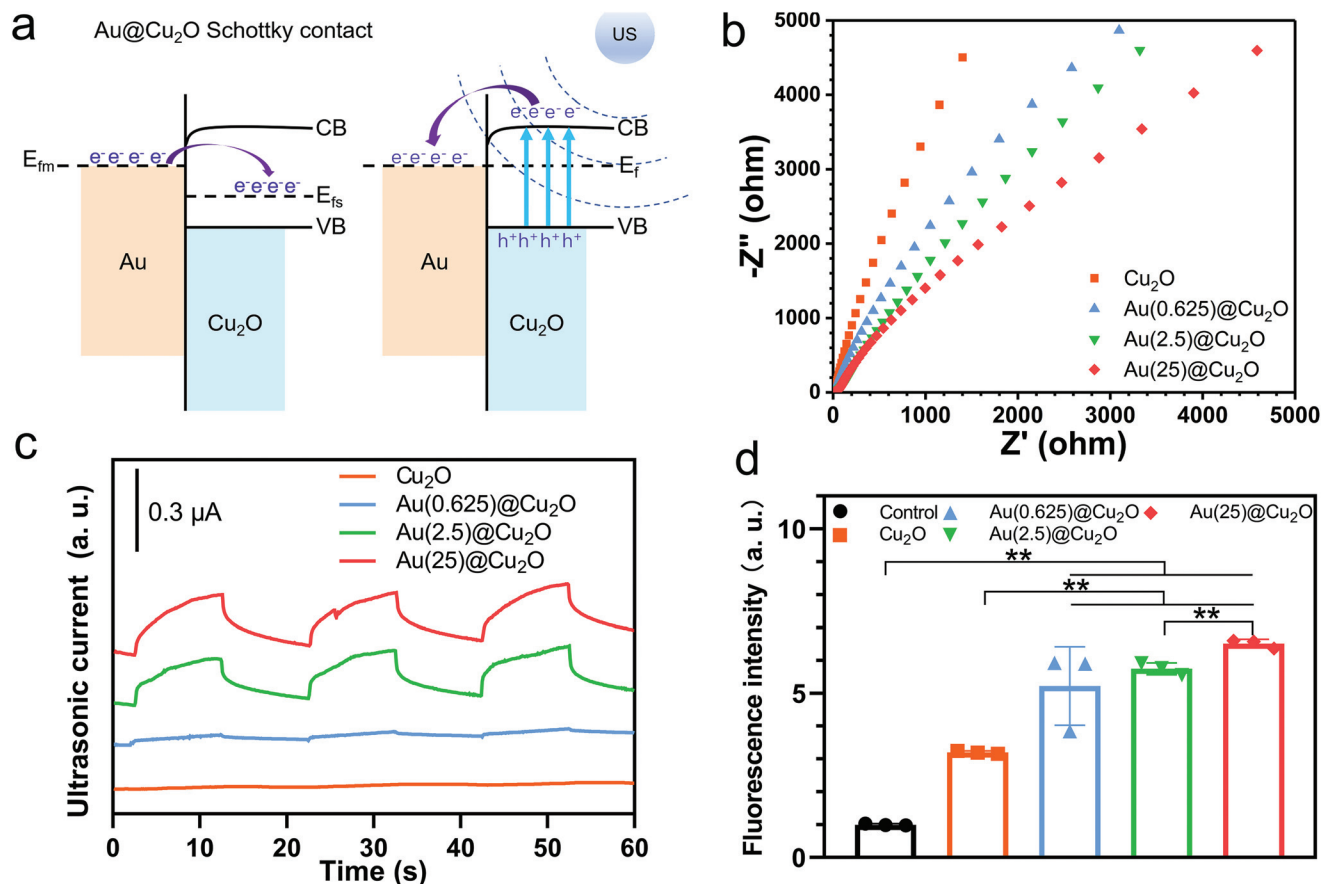 a
Au@Cu₂O Schottky contact
US
CB
Efm
e⁻e⁻e⁻ e⁻
e⁻e⁻e⁻e⁻
Efs
VB
Au
Cu₂O
e⁻e⁻e⁻ e⁻
CB
e⁻e⁻ e⁻ e⁻
Ef
VB
h⁺h⁺h⁺ h⁺
Au
Cu₂O
b
5000
4000
3000
2000
1000
0
-Z" (ohm)
Cu₂O
Au(0.625)@Cu₂O
Au(2.5)@Cu₂O
Au(25)@Cu₂O
0 1000 2000 3000 4000 5000
Z' (ohm)
c
0.3 µA
Cu₂O
Au(0.625)@Cu₂O
Au(2.5)@Cu₂O
Au(25)@Cu₂O
Ultrasonic current (a. u.)
0 10 20 30 40 50 60
Time (s)
d
Control Au(0.625)@Cu₂O Au(25)@Cu₂O
Cu₂O Au(2.5)@Cu₂O
10
5
0
Fluorescence intensity (a. u.)
**
**
**